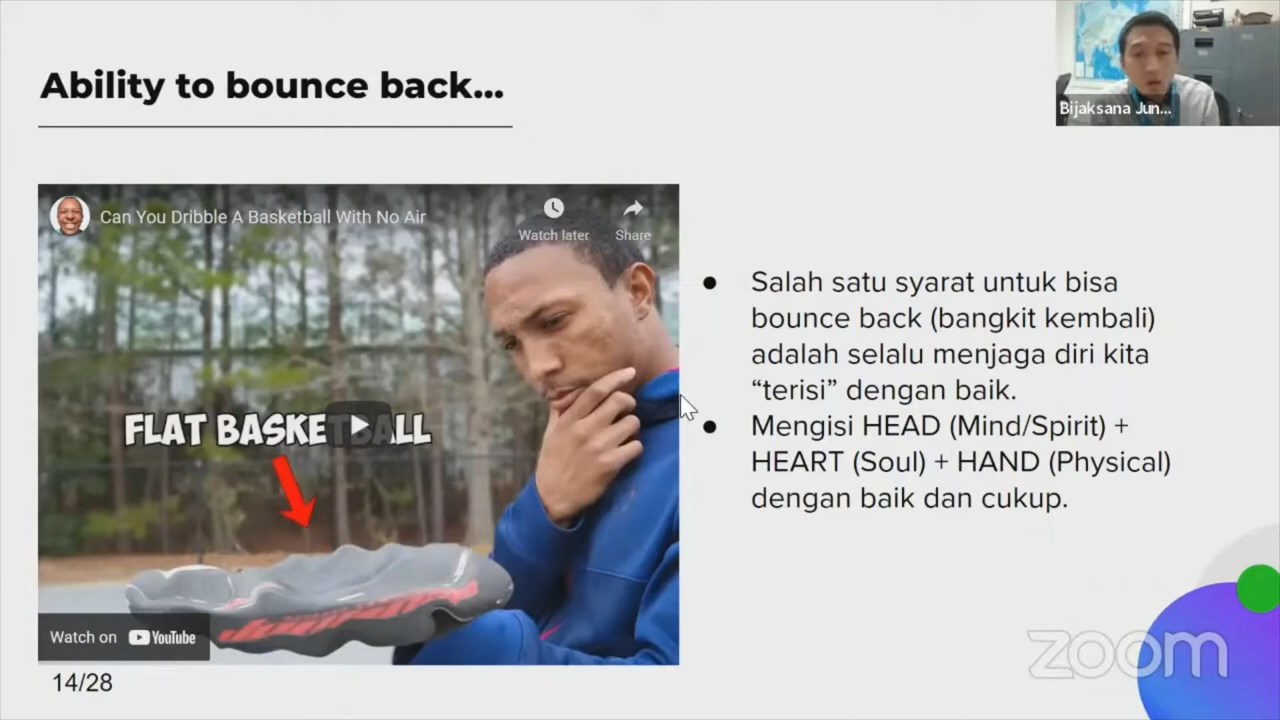 Ability to bounce back...
Bijaksana Jun...
Can You Dribble A Basketball With No Air
Watch later
Share
FLAT BASKETBALL
Watch on YouTube
Salah satu syarat untuk bisa
bounce back (bangkit kembali)
adalah selalu menjaga diri kita
“terisi” dengan baik.
Mengisi HEAD (Mind/Spirit) +
HEART (Soul) + HAND (Physical)
dengan baik dan cukup.
14/28
zoom